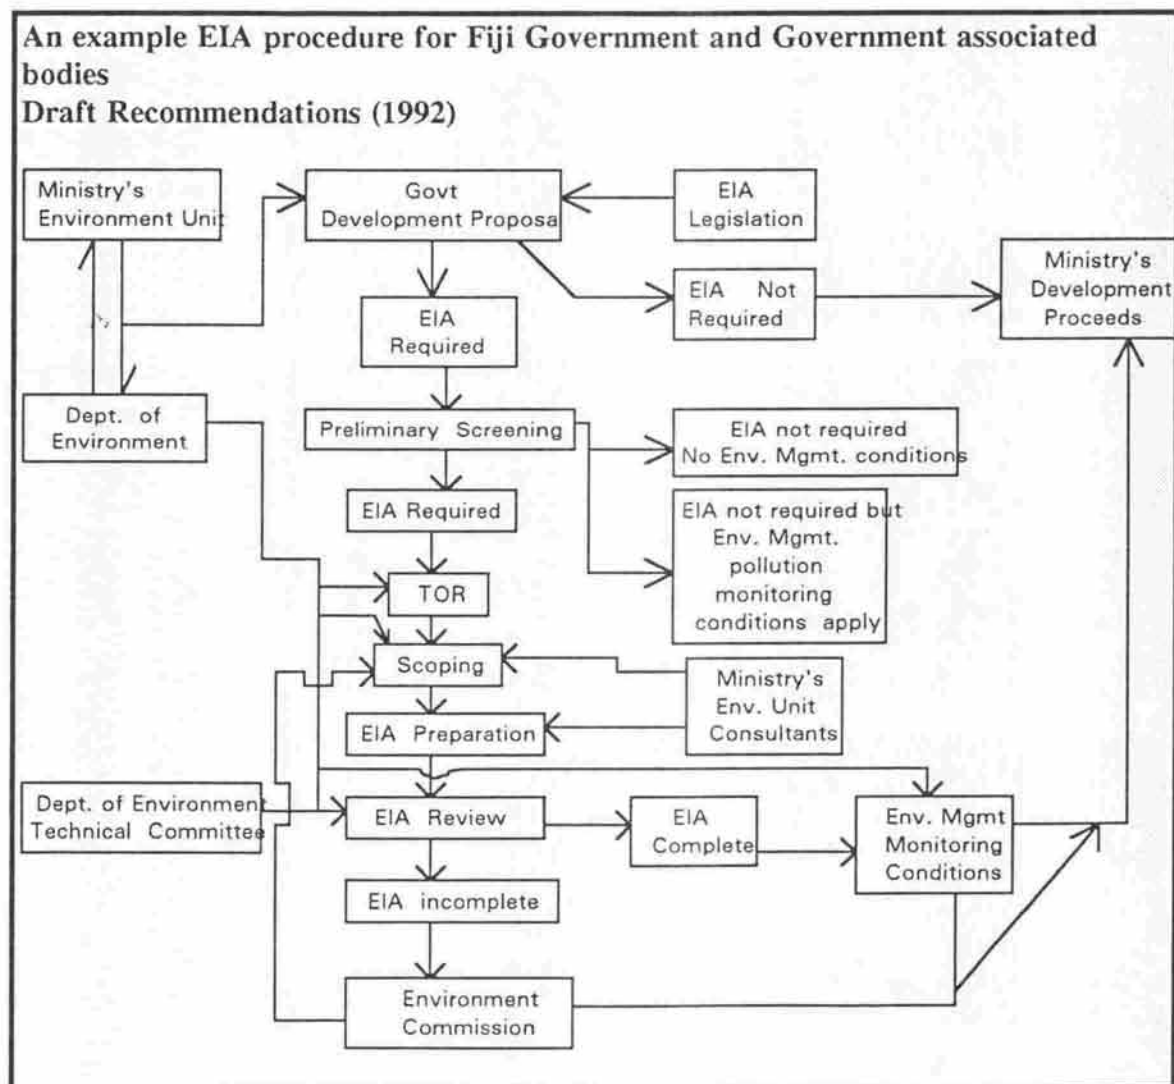 An example EIA procedure for Fiji Government and Government associated
bodies
Draft Recommendations (1992)
Ministry's
Environment Unit
Govt
Development Proposa
EIA
Legislation
EIA Not
Required
Ministry's
Development
Proceeds
EIA
Required
Dept. of
Environment
Preliminary Screening
EIA not required
No Env. Mgmt. conditions
EIA Required
EIA not required but
Env. Mgmt.
pollution
monitoring
conditions apply
TOR
Scoping
Ministry's
Env. Unit
Consultants
EIA Preparation
Dept. of Environment
Technical Committee
EIA Review
EIA
Complete
Env. Mgmt
Monitoring
Conditions
EIA incomplete
Environment
Commission